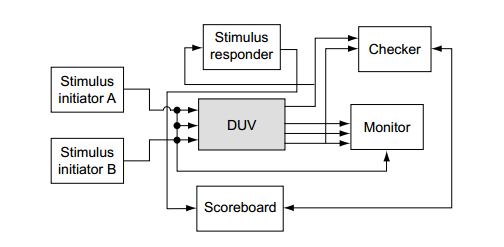 Stimulus
responder
Checker
Stimulus
initiator A
DUV
Monitor
Stimulus
initiator B
Scoreboard